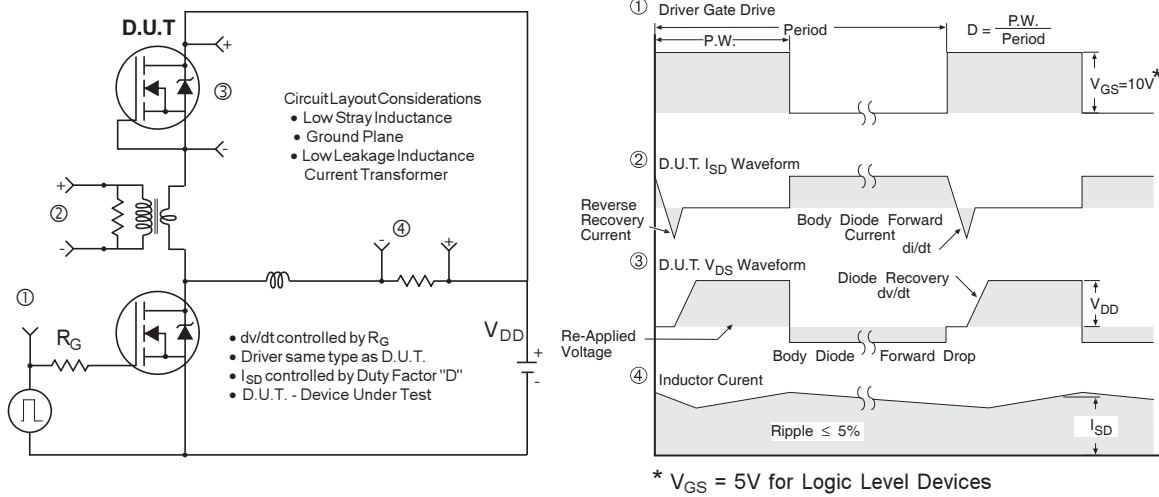 D.U.T
+
③
-
Circuit Layout Considerations
• Low Stray Inductance
• Ground Plane
• Low Leakage Inductance
Current Transformer
+
②
-
④
-
+
①
R_G
V_DD
+
-
• dv/dt controlled by R_G
• Driver same type as D.U.T.
• I_SD controlled by Duty Factor "D"
• D.U.T. - Device Under Test
① Driver Gate Drive
P.W.
Period
D = P.W. / Period
V_GS=10V*
② D.U.T. I_SD Waveform
Reverse
Recovery
Current
Body Diode Forward
Current
di/dt
③ D.U.T. V_DS Waveform
Diode Recovery
dv/dt
V_DD
Re-Applied
Voltage
Body Diode Forward Drop
④ Inductor Curent
Ripple ≤ 5%
I_SD
* V_GS = 5V for Logic Level Devices